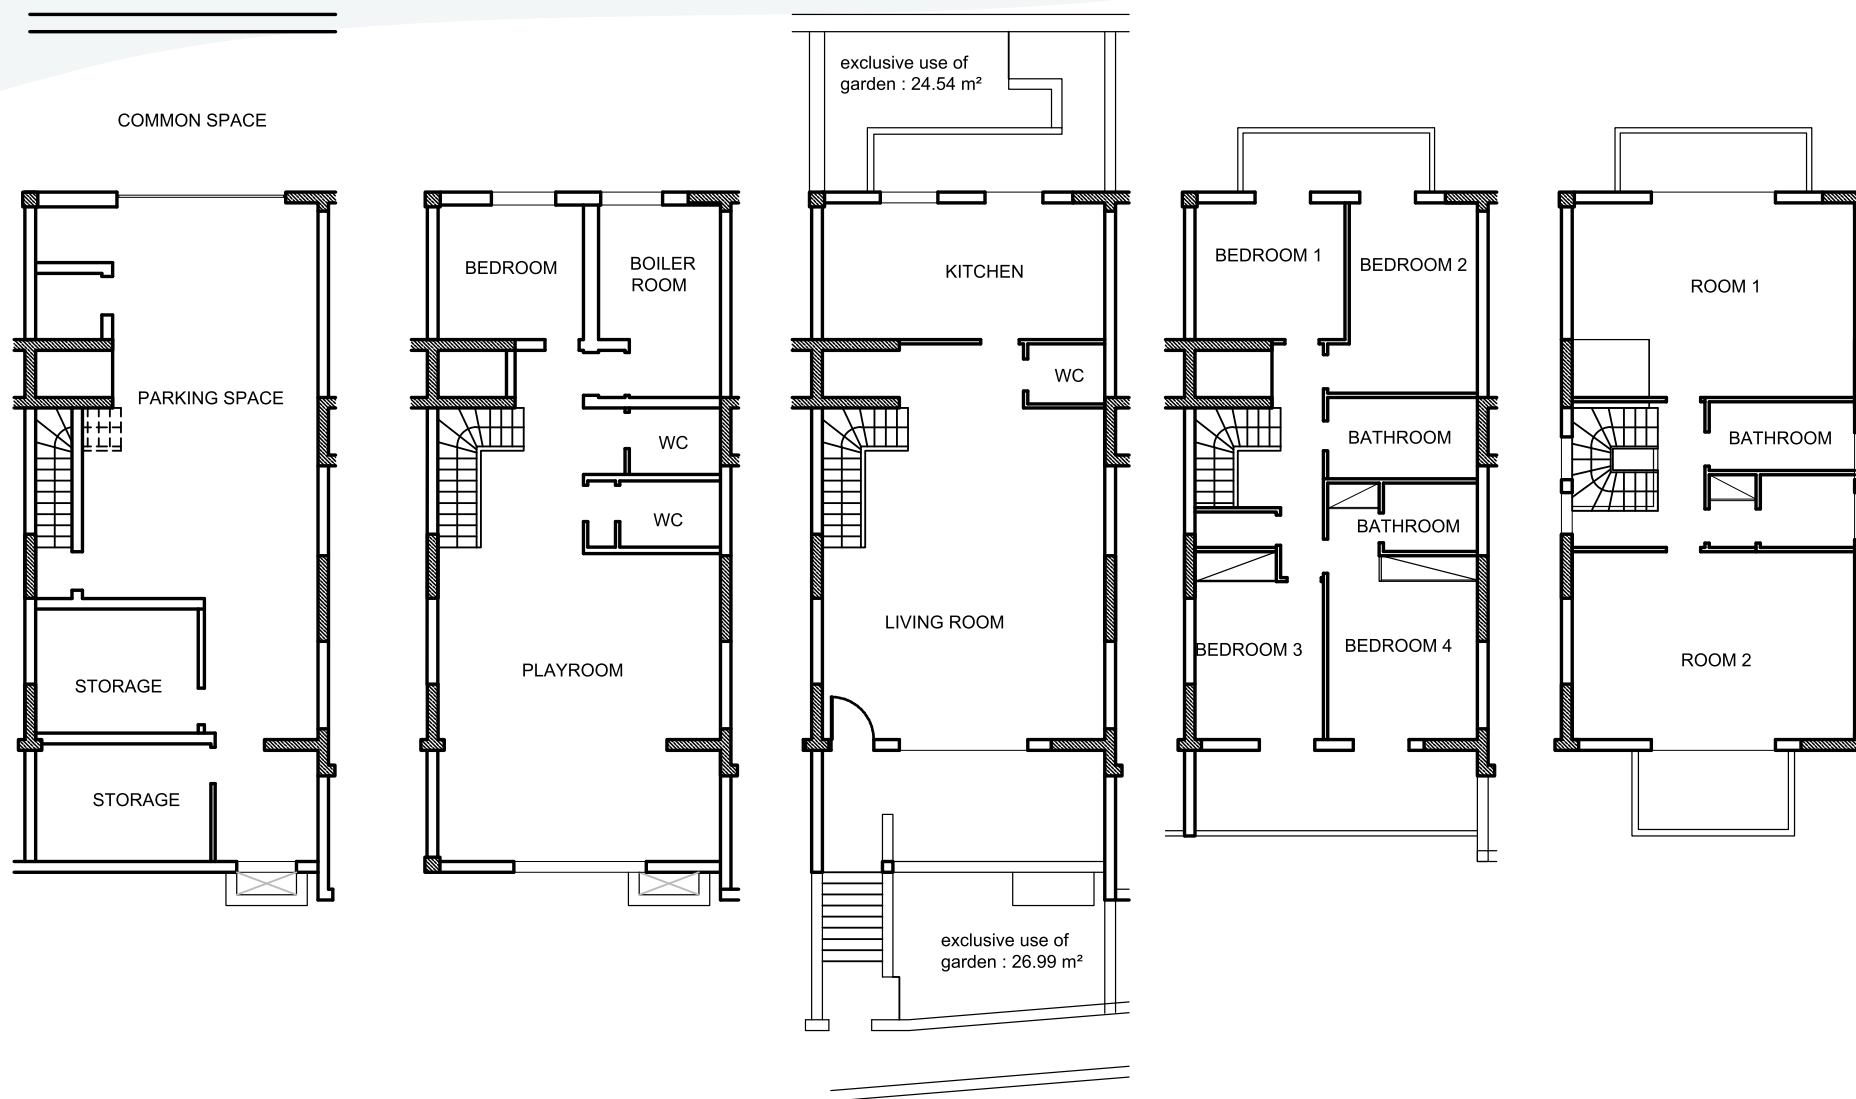 COMMON SPACE
PARKING SPACE
STORAGE
STORAGE
BEDROOM
BOILER
ROOM
WC
WC
PLAYROOM
exclusive use of
garden : 24.54 m²
KITCHEN
WC
LIVING ROOM
exclusive use of
garden : 26.99 m²
BEDROOM 1
BEDROOM 2
BATHROOM
BATHROOM
BEDROOM 3
BEDROOM 4
ROOM 1
BATHROOM
ROOM 2